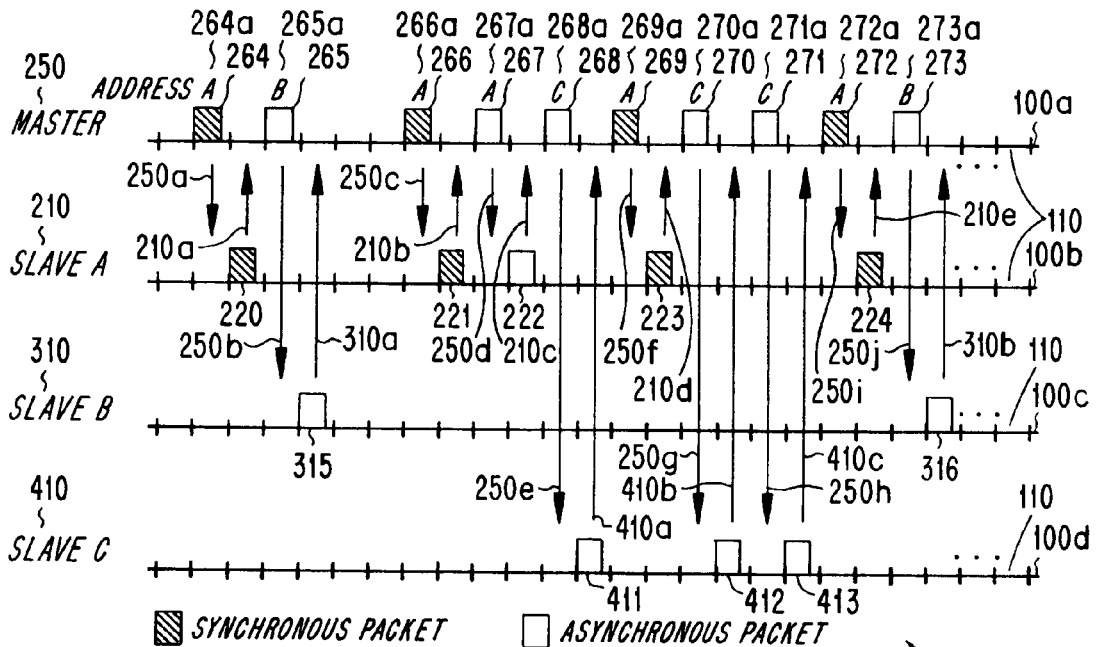 264a 265a 266a 267a 268a 269a 270a 271a 272a 273a
250 264 265 266 267 268 269 270 271 272 273
ADDRESS A B A A C A C C A B
MASTER 100a
250a 250c 110
210 210a 210b 210e
SLAVE A 100b
220 221 222 223 224
250b 310a 250d 210c 250f 210d 250i 250j 310b
310 110
SLAVE B 100c
315 316
250e 250g 410c
410 410b 250h 110
410a
SLAVE C 100d
411 412 413
SYNCHRONOUS PACKET ASYNCHRONOUS PACKET